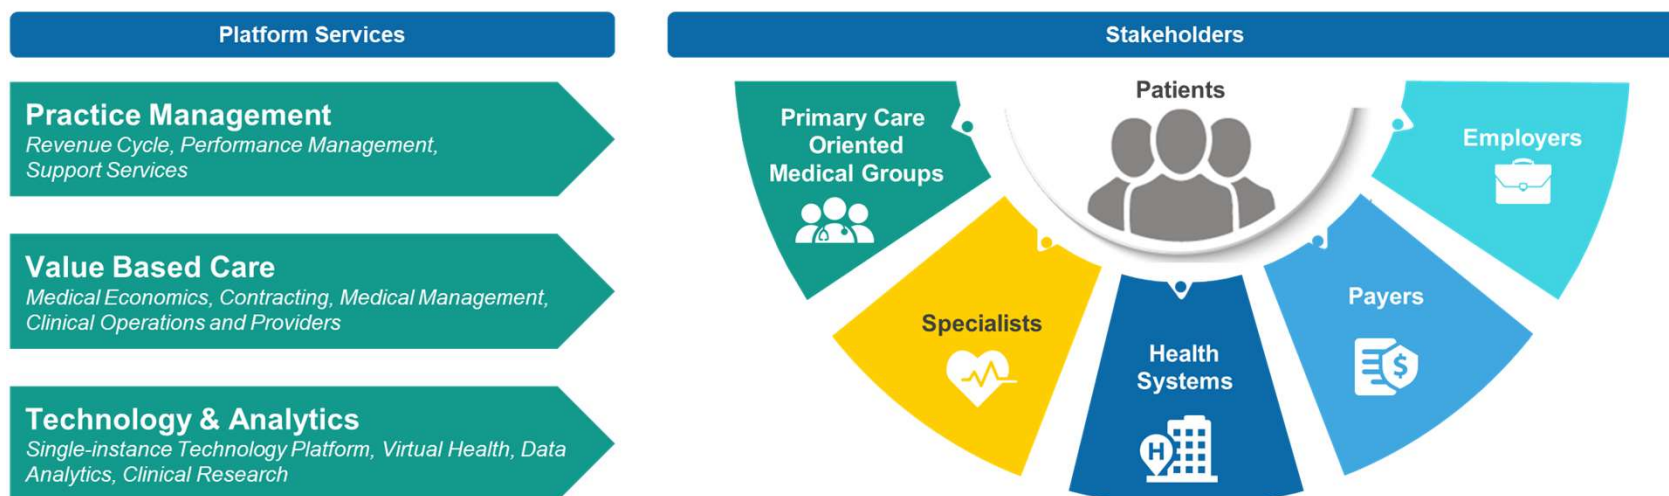 Platform Services
Practice Management
Revenue Cycle, Performance Management,
Support Services
Value Based Care
Medical Economics, Contracting, Medical Management,
Clinical Operations and Providers
Technology & Analytics
Single-instance Technology Platform, Virtual Health, Data
Analytics, Clinical Research
Stakeholders
Patients
Primary Care
Oriented
Medical Groups
Specialists
Health
Systems
H
Payers
$
Employers